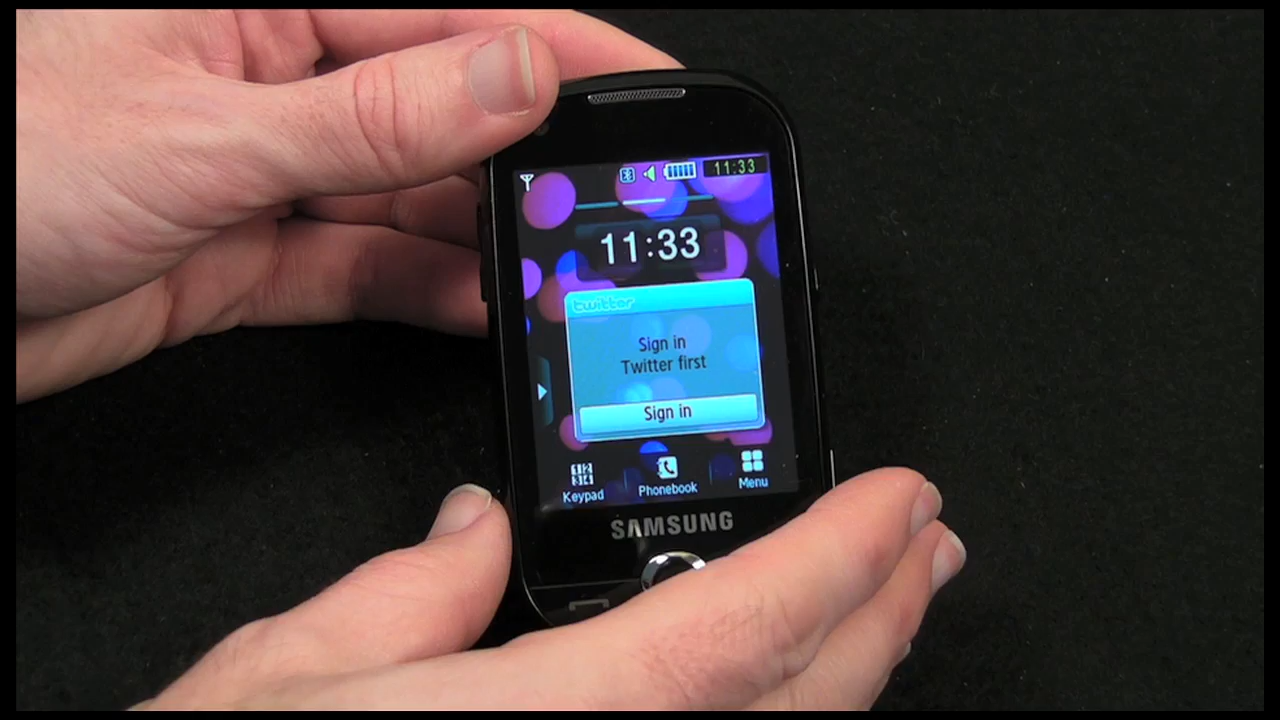 11:33
11:33
twitter
Sign in
Twitter first
Sign in
Keypad Phonebook Menu
SAMSUNG